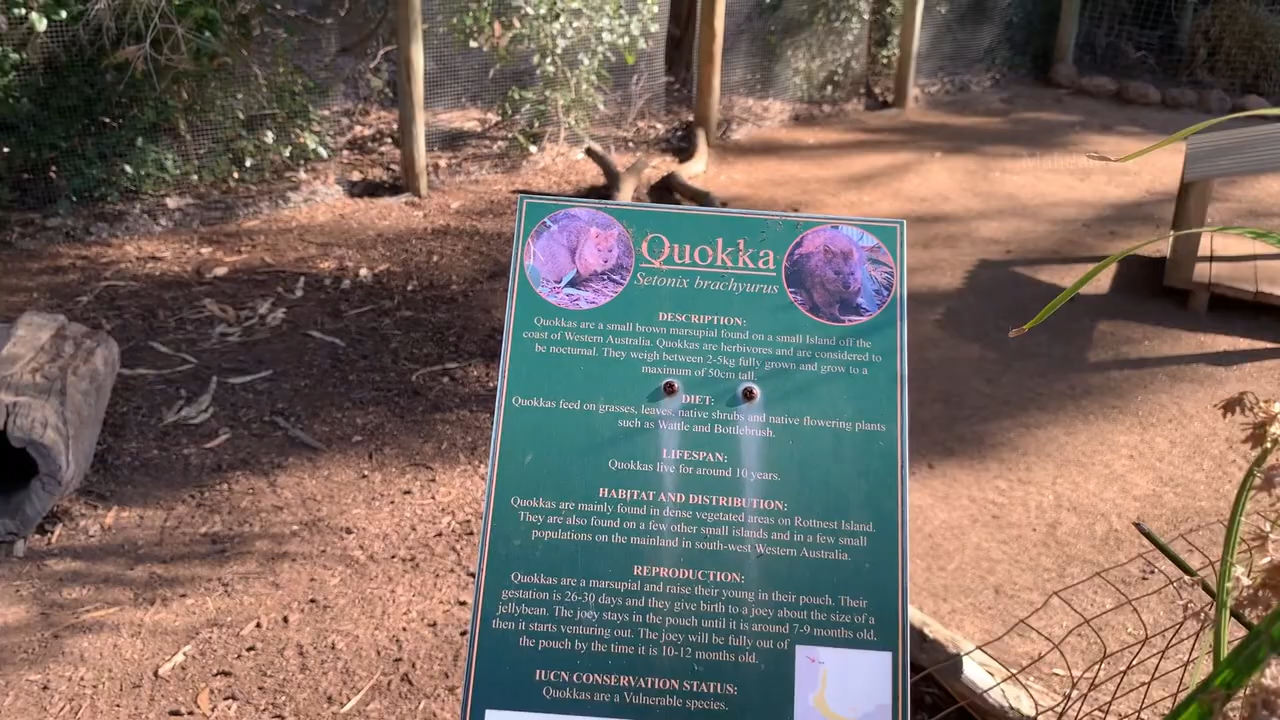 Quokka
Setonix brachyurus
DESCRIPTION:
Quokkas are a small brown marsupial found on a small Island off the
coast of Western Australia. Quokkas are herbivores and are considered to
be nocturnal. They weigh between 2-5kg fully grown and grow to a
maximum of 50cm tall.
DIET:
Quokkas feed on grasses, leaves, native shrubs and native flowering plants
such as Wattle and Bottlebrush.
LIFESPAN:
Quokkas live for around 10 years.
HABITAT AND DISTRIBUTION:
Quokkas are mainly found in dense vegetated areas on Rottnest Island.
They are also found on a few other small islands and in a few small
populations on the mainland in south-west Western Australia.
REPRODUCTION:
Quokkas are a marsupial and raise their young in their pouch. Their
gestation is 26-30 days and they give birth to a joey about the size of a
jellybean. The joey stays in the pouch until it is around 7-9 months old.
then it starts venturing out. The joey will be fully out of
the pouch by the time it is 10-12 months old.
IUCN CONSERVATION STATUS:
Quokkas are a Vulnerable species.